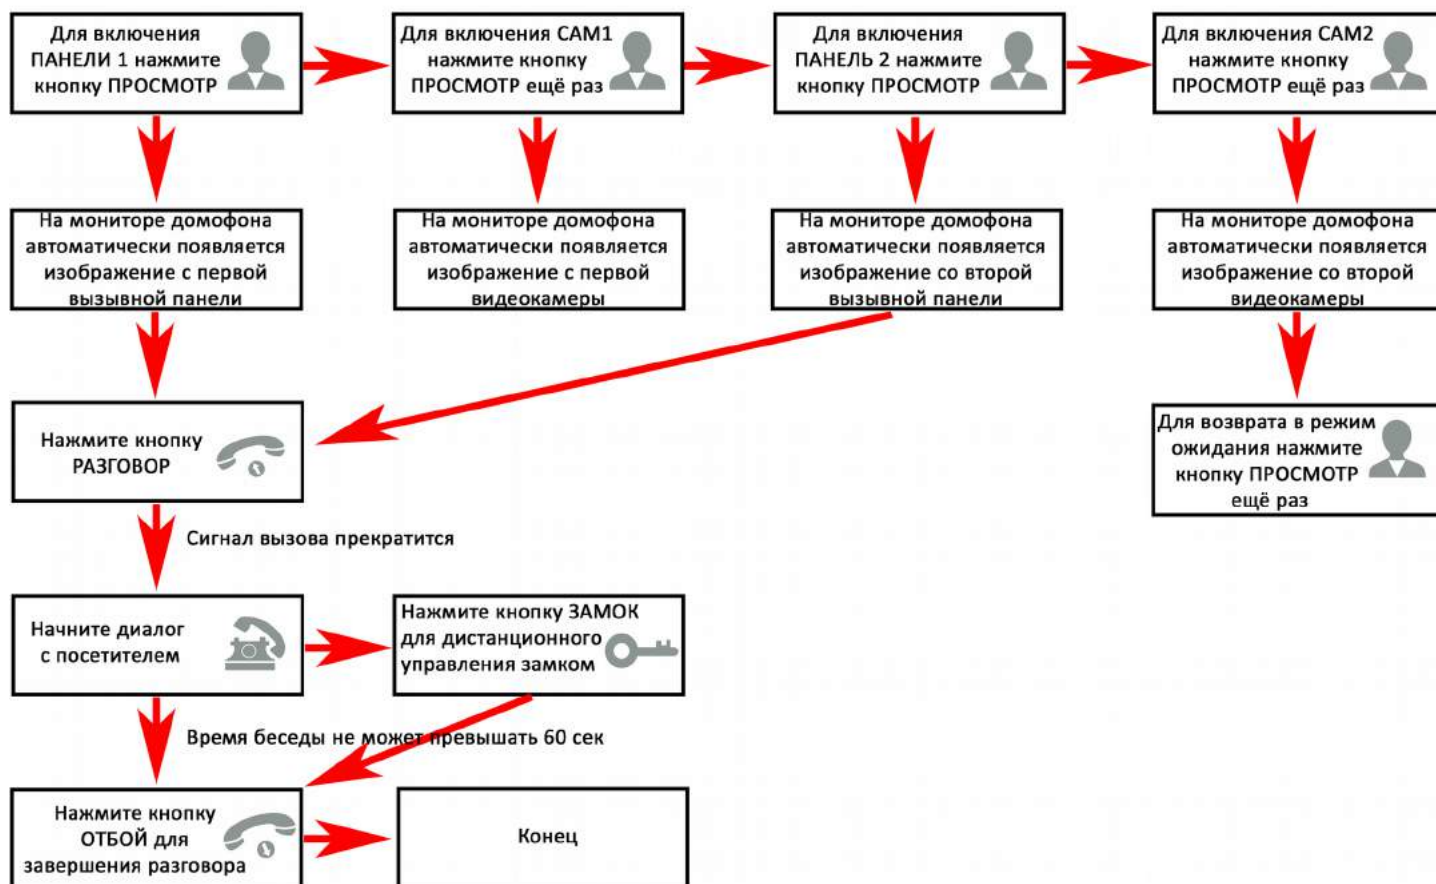 Для включения
ПАНЕЛИ 1 нажмите
кнопку ПРОСМОТР
Для включения САМ1
нажмите кнопку
ПРОСМОТР ещё раз
Для включения
ПАНЕЛЬ 2 нажмите
кнопку ПРОСМОТР
Для включения САМ2
нажмите кнопку
ПРОСМОТР ещё раз
На мониторе домофона
автоматически появляется
изображение с первой
вызывной панели
На мониторе домофона
автоматически появляется
изображение с первой
видеокамеры
На мониторе домофона
автоматически появляется
изображение со второй
вызывной панели
На мониторе домофона
автоматически появляется
изображение со второй
видеокамеры
Нажмите кнопку
РАЗГОВОР
Для возврата в режим
ожидания нажмите
кнопку ПРОСМОТР
ещё раз
Сигнал вызова прекратится
Начните диалог
с посетителем
Нажмите кнопку ЗАМОК
для дистанционного
управления замком
Время беседы не может превышать 60 сек
Нажмите кнопку
ОТБОЙ для
завершения разговора
Конец